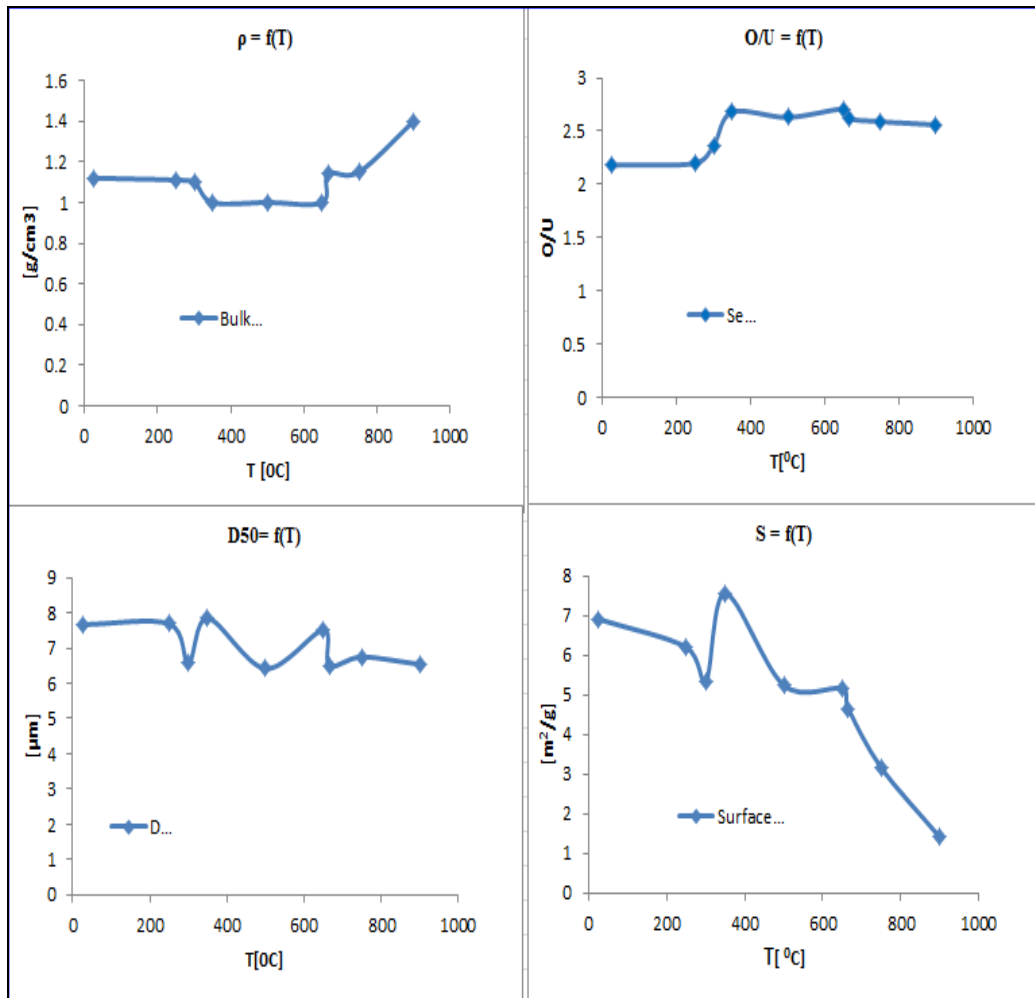 ρ = f(T)
[g/cm3]
1.6
1.4
1.2
1
0.8
0.6
0.4
0.2
0
Bulk...
0 200 400 600 800 1000
T [0C]
O/U = f(T)
O/U
3
2.5
2
1.5
1
0.5
0
Se...
0 200 400 600 800 1000
T[⁰C]
D50= f(T)
[µm]
9
8
7
6
5
4
3
2
1
0
D...
0 200 400 600 800 1000
T[0C]
S = f(T)
[m²/g]
8
7
6
5
4
3
2
1
0
Surface...
0 200 400 600 800 1000
T[ ⁰C]